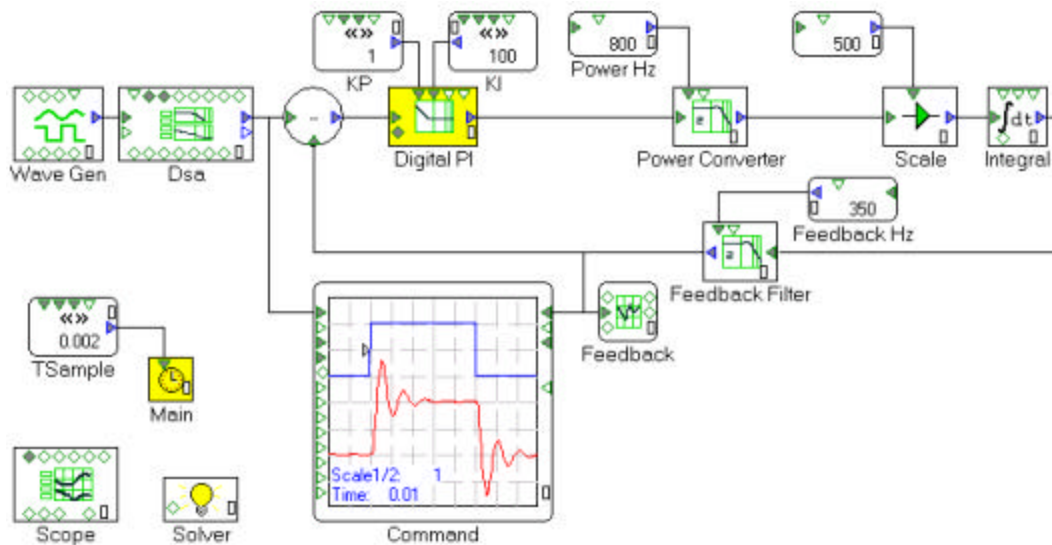 «»
1
KP
«»
100
KI
800
Power Hz
500
Wave Gen
Dsa
Digital PI
Power Converter
Scale
∫dt
Integral
350
Feedback Hz
Feedback Filter
«»
0.002
TSample
Main
Feedback
Scale1/2: 1
Time: 0.01
Command
Scope
Solver